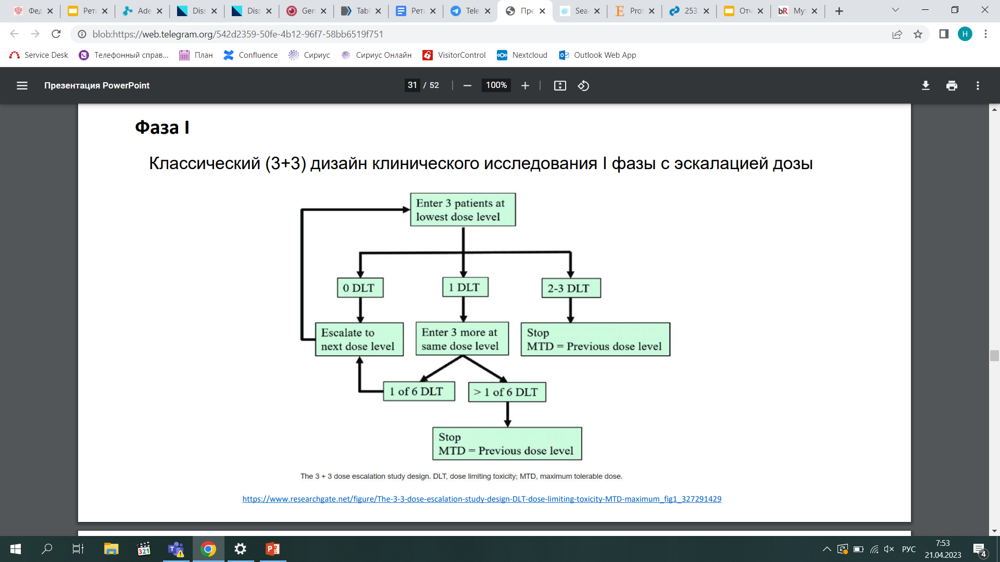 Фед
Рети
Ade
Diss
Diss
Gen
Tabl
Рети
Tele
Пре
Sear
Prot
253
Отч
Мут
blob:https://web.telegram.org/542d2359-50fe-4b12-96f7-58bb6519f751
Н
Service Desk
Телефонный справ...
План
Confluence
Сириус
Сириус Онлайн
VisitorControl
Nextcloud
Outlook Web App
Презентация PowerPoint
31 / 52
100%
Фаза I
Классический (3+3) дизайн клинического исследования I фазы с эскалацией дозы
Enter 3 patients at
lowest dose level
0 DLT
1 DLT
2-3 DLT
Escalate to
next dose level
Enter 3 more at
same dose level
Stop
MTD = Previous dose level
1 of 6 DLT
> 1 of 6 DLT
Stop
MTD = Previous dose level
The 3 + 3 dose escalation study design. DLT, dose limiting toxicity; MTD, maximum tolerable dose.
https://www.researchgate.net/figure/The-3-3-dose-escalation-study-design-DLT-dose-limiting-toxicity-MTD-maximum_fig1_327291429
321
РУС
7:53
21.04.2023
4